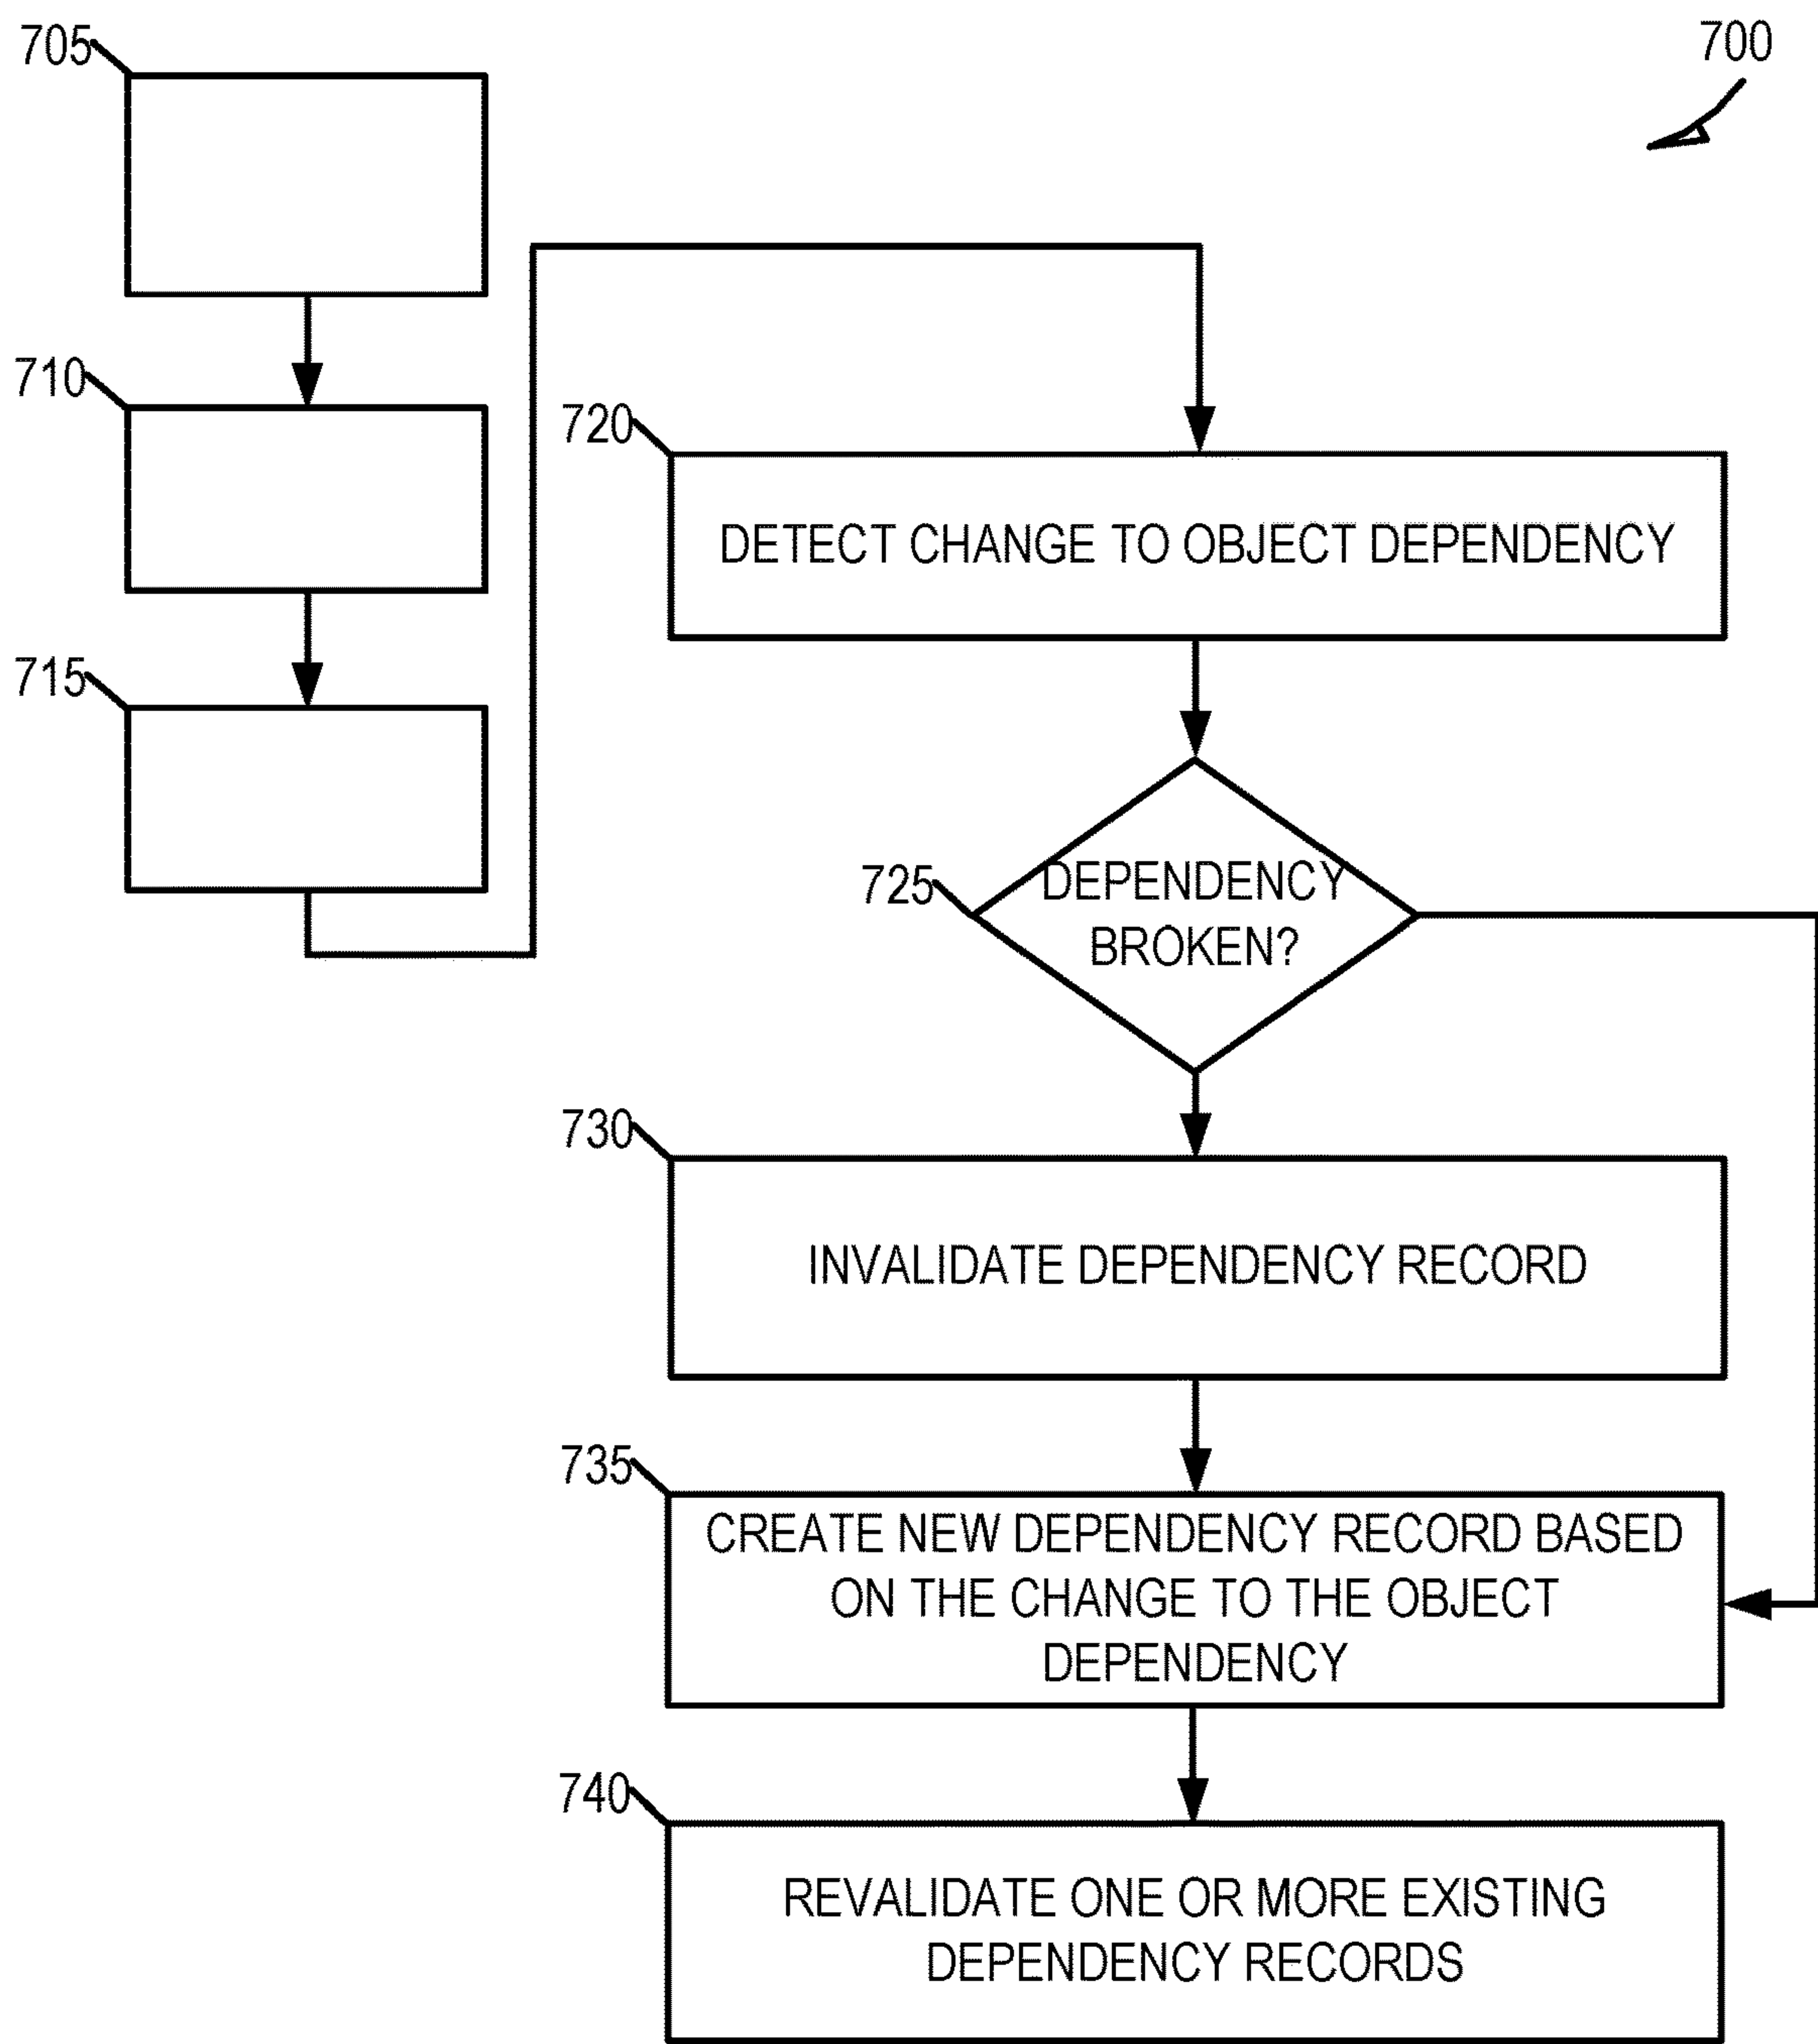 705
700
710
715
720
DETECT CHANGE TO OBJECT DEPENDENCY
725
DEPENDENCY
BROKEN?
730
INVALIDATE DEPENDENCY RECORD
735
CREATE NEW DEPENDENCY RECORD BASED
ON THE CHANGE TO THE OBJECT
DEPENDENCY
740
REVALIDATE ONE OR MORE EXISTING
DEPENDENCY RECORDS